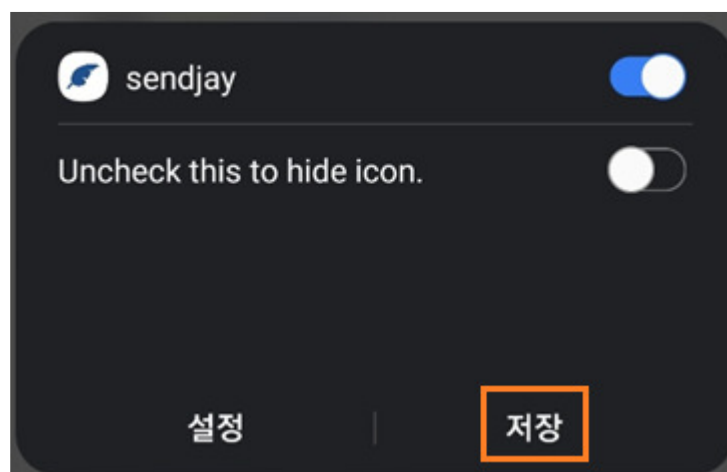 sendjay
Uncheck this to hide icon.
설정 저장